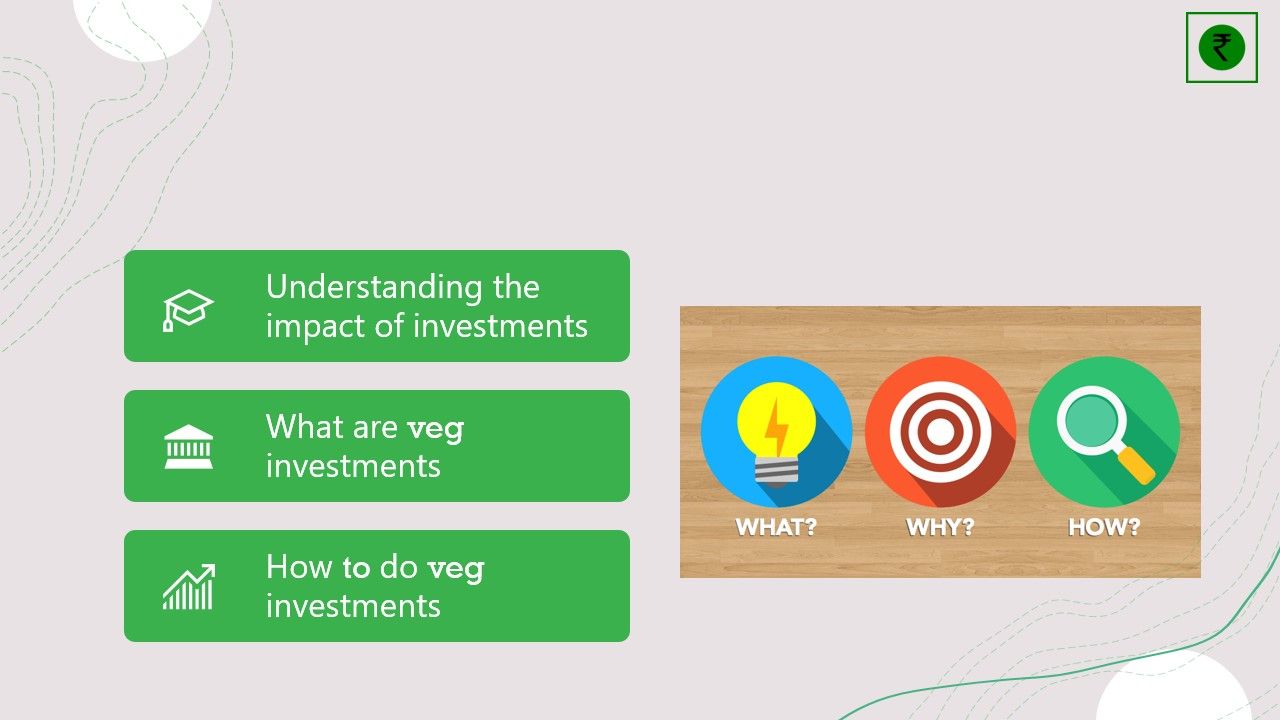 ₹
Understanding the
impact of investments
What are veg
investments
How to do veg
investments
WHAT? WHY? HOW?